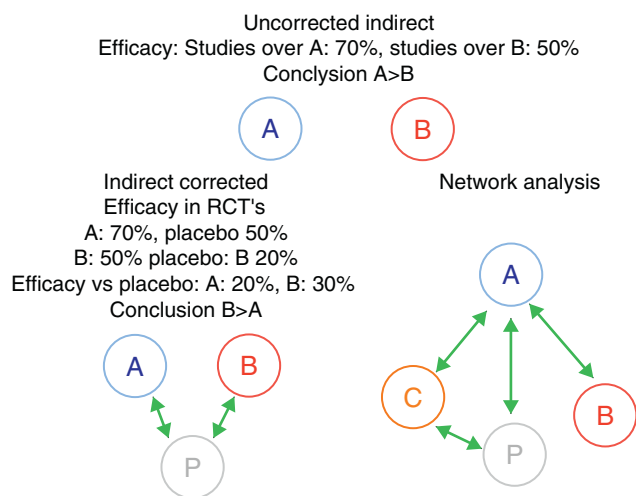 Uncorrected indirect
Efficacy: Studies over A: 70%, studies over B: 50%
Conclysion A>B
A
B
Indirect corrected
Efficacy in RCT's
A: 70%, placebo 50%
B: 50% placebo: B 20%
Efficacy vs placebo: A: 20%, B: 30%
Conclusion B>A
A
B
P
Network analysis
A
C
B
P